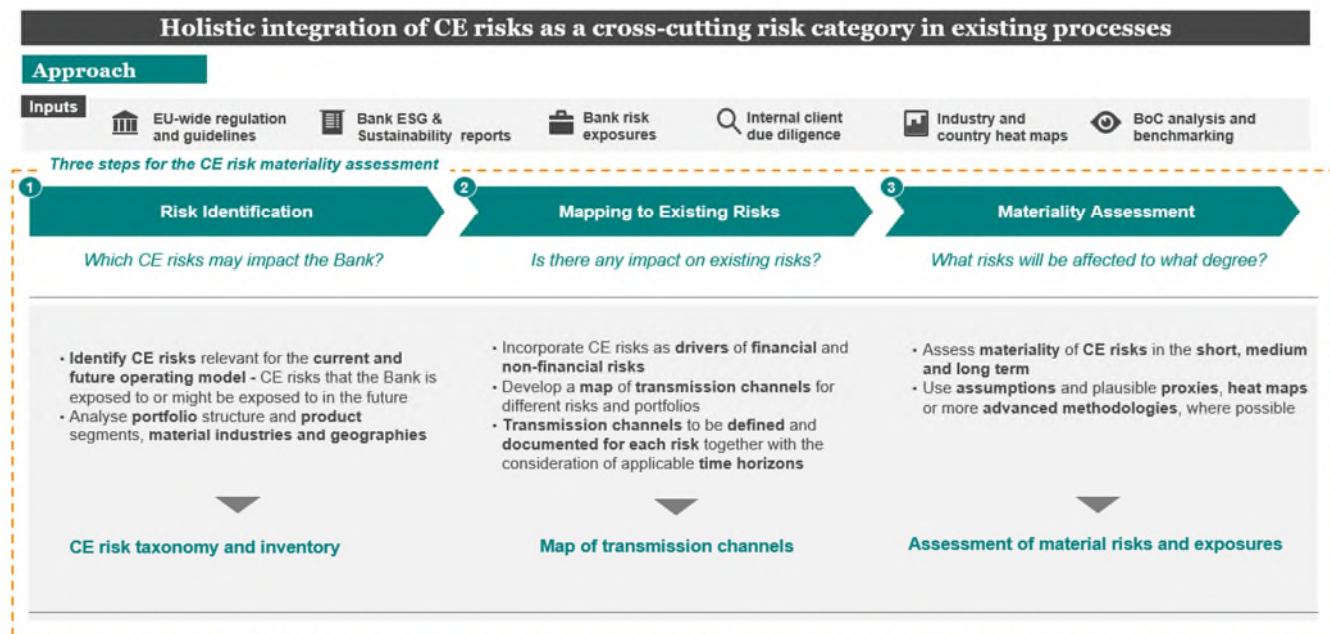 Holistic integration of CE risks as a cross-cutting risk category in existing processes
Approach
Inputs
EU-wide regulation
and guidelines
Bank ESG &
Sustainability reports
Bank risk
exposures
Internal client
due diligence
Industry and
country heat maps
BoC analysis and
benchmarking
Three steps for the CE risk materiality assessment
1
Risk Identification
Which CE risks may impact the Bank?
• Identify CE risks relevant for the current and
future operating model - CE risks that the Bank is
exposed to or might be exposed to in the future
• Analyse portfolio structure and product
segments, material industries and geographies
CE risk taxonomy and inventory
2
Mapping to Existing Risks
Is there any impact on existing risks?
• Incorporate CE risks as drivers of financial and
non-financial risks
• Develop a map of transmission channels for
different risks and portfolios
• Transmission channels to be defined and
documented for each risk together with the
consideration of applicable time horizons
Map of transmission channels
3
Materiality Assessment
What risks will be affected to what degree?
• Assess materiality of CE risks in the short, medium
and long term
• Use assumptions and plausible proxies, heat maps
or more advanced methodologies, where possible
Assessment of material risks and exposures